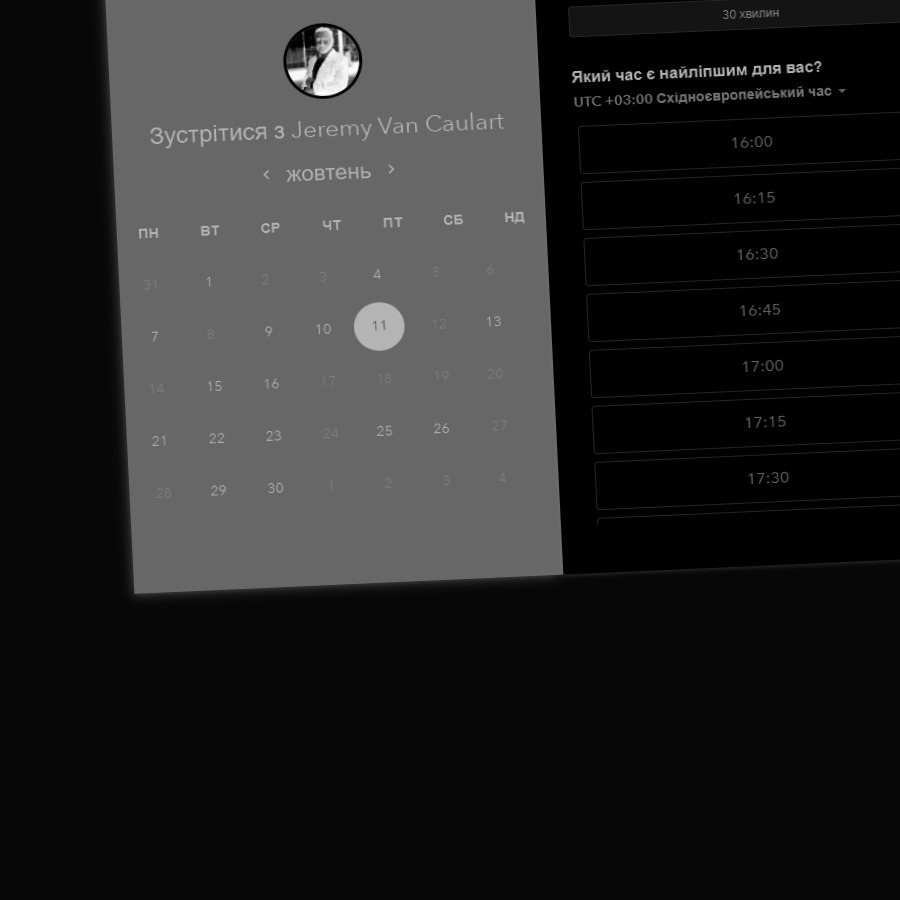 Зустрітися з Jeremy Van Caulart
жовтень
ПН ВТ СР ЧТ ПТ СБ НД
31 1 2 3 4 5 6
7 8 9 10 11 12 13
14 15 16 17 18 19 20
21 22 23 24 25 26 27
28 29 30 1 2 3 4
30 хвилин
Який час є найліпшим для вас?
UTC +03:00 Східноєвропейський час
16:00
16:15
16:30
16:45
17:00
17:15
17:30